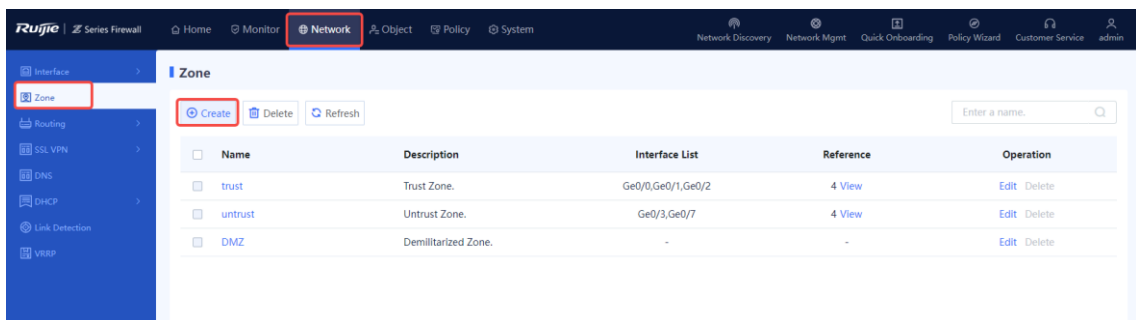 Ruijie | Z Series Firewall
Home Monitor Network Object Policy System
Network Discovery Network Mgmt Quick Onboarding Policy Wizard Customer Service admin
Interface
Zone
Routing
SSL VPN
DNS
DHCP
Link Detection
VRRP
Zone
Create Delete Refresh
Enter a name.
Name Description Interface List Reference Operation
trust Trust Zone. Ge0/0,Ge0/1,Ge0/2 4 View Edit Delete
untrust Untrust Zone. Ge0/3,Ge0/7 4 View Edit Delete
DMZ Demilitarized Zone. - - Edit Delete